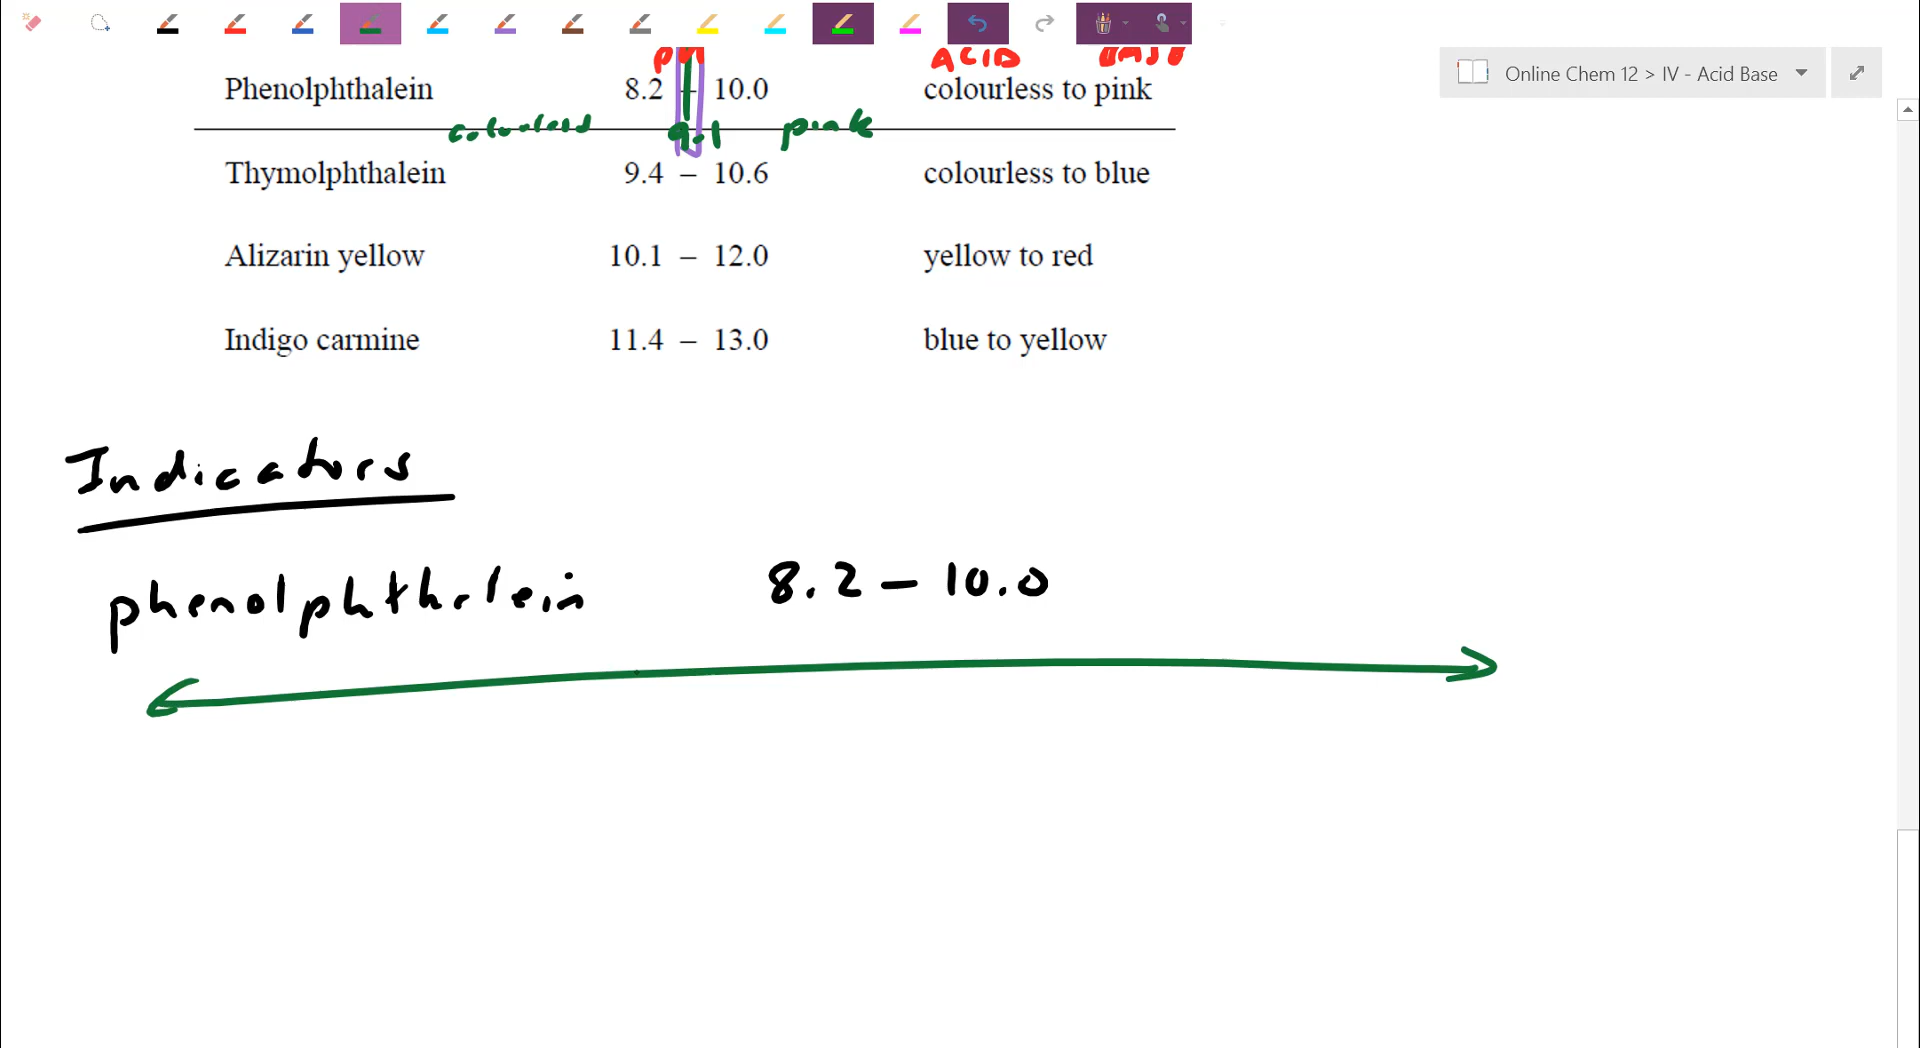 pH ACID BASE
Online Chem 12 > IV - Acid Base
Phenolphthalein 8.2 – 10.0 colourless to pink
colourless 9.1 pink
Thymolphthalein 9.4 – 10.6 colourless to blue
Alizarin yellow 10.1 – 12.0 yellow to red
Indigo carmine 11.4 – 13.0 blue to yellow
Indicators
phenolphthalein 8.2 – 10.0